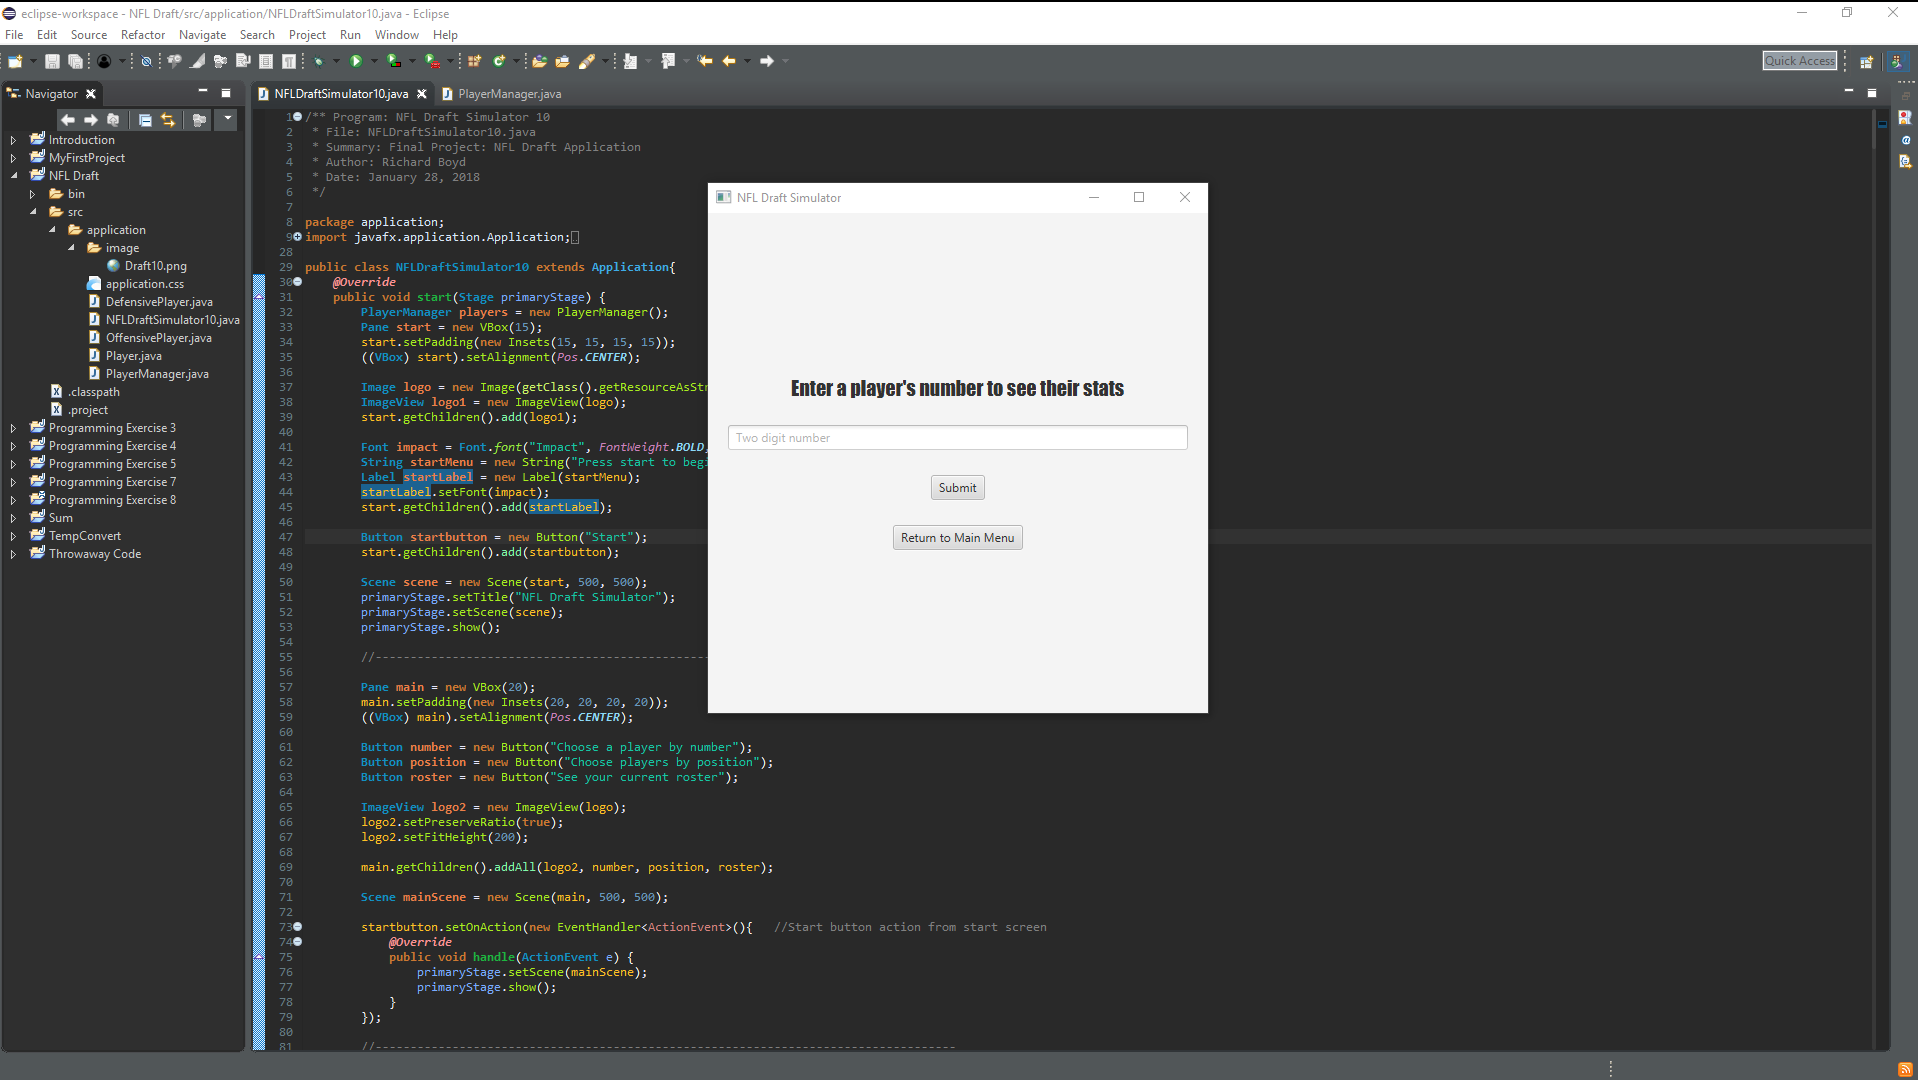 eclipse-workspace - NFL Draft/src/application/NFLDraftSimulator10.java - Eclipse
File Edit Source Refactor Navigate Search Project Run Window Help
Quick Access
Navigator
Introduction
MyFirstProject
NFL Draft
bin
src
application
image
Draft10.png
application.css
DefensivePlayer.java
NFLDraftSimulator10.java
OffensivePlayer.java
Player.java
PlayerManager.java
.classpath
.project
Programming Exercise 3
Programming Exercise 4
Programming Exercise 5
Programming Exercise 7
Programming Exercise 8
Sum
TempConvert
Throwaway Code
NFLDraftSimulator10.java PlayerManager.java
1 /** Program: NFL Draft Simulator 10
2 * File: NFLDraftSimulator10.java
3 * Summary: Final Project: NFL Draft Application
4 * Author: Richard Boyd
5 * Date: January 28, 2018
6 */
7
8 package application;
9 import javafx.application.Application;
28
29 public class NFLDraftSimulator10 extends Application{
30 @Override
31 public void start(Stage primaryStage) {
32 PlayerManager players = new PlayerManager();
33 Pane start = new VBox(15);
34 start.setPadding(new Insets(15, 15, 15, 15));
35 ((VBox) start).setAlignment(Pos.CENTER);
36
37 Image logo = new Image(getClass().getResourceAsStr
38 ImageView logo1 = new ImageView(logo);
39 start.getChildren().add(logo1);
40
41 Font impact = Font.font("Impact", FontWeight.BOLD,
42 String startMenu = new String("Press start to begi
43 Label startLabel = new Label(startMenu);
44 startLabel.setFont(impact);
45 start.getChildren().add(startLabel);
46
47 Button startbutton = new Button("Start");
48 start.getChildren().add(startbutton);
49
50 Scene scene = new Scene(start, 500, 500);
51 primaryStage.setTitle("NFL Draft Simulator");
52 primaryStage.setScene(scene);
53 primaryStage.show();
54
55 //------------------------------------------------
56
57 Pane main = new VBox(20);
58 main.setPadding(new Insets(20, 20, 20, 20));
59 ((VBox) main).setAlignment(Pos.CENTER);
60
61 Button number = new Button("Choose a player by number");
62 Button position = new Button("Choose players by position");
63 Button roster = new Button("See your current roster");
64
65 ImageView logo2 = new ImageView(logo);
66 logo2.setPreserveRatio(true);
67 logo2.setFitHeight(200);
68
69 main.getChildren().addAll(logo2, number, position, roster);
70
71 Scene mainScene = new Scene(main, 500, 500);
72
73 startbutton.setOnAction(new EventHandler<ActionEvent>(){ //Start button action from start screen
74 @Override
75 public void handle(ActionEvent e) {
76 primaryStage.setScene(mainScene);
77 primaryStage.show();
78 }
79 });
80
81 //-----------------------------------------------------------------------------------
NFL Draft Simulator
Enter a player's number to see their stats
Two digit number
Submit
Return to Main Menu